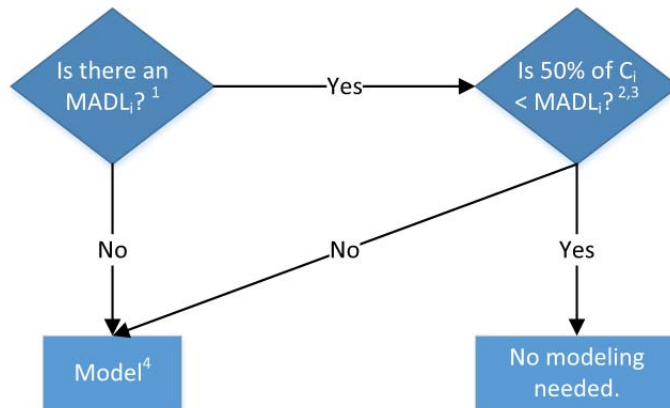 Is there an
MADLᵢ? ¹
Yes
Is 50% of Cᵢ
< MADLᵢ? ²,³
No
No
Yes
Model⁴
No modeling
needed.